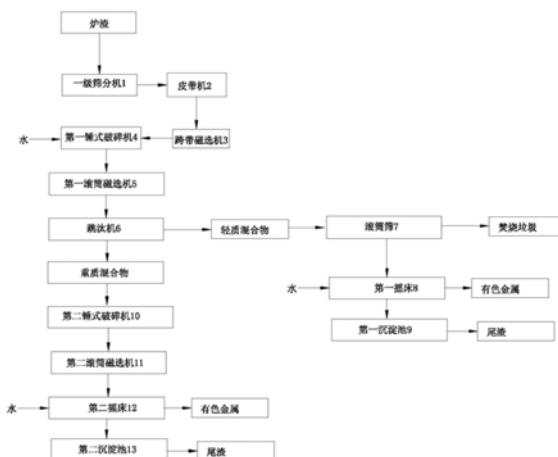 炉渣
一级筛分机1
皮带机2
水
第一锤式破碎机4
跨带磁选机3
第一滚筒磁选机5
跳汰机6
轻质混合物
滚筒筛7
焚烧垃圾
重质混合物
水
第一摇床8
有色金属
第二锤式破碎机10
第一沉淀池9
尾渣
第二滚筒磁选机11
水
第二摇床12
有色金属
第二沉淀池13
尾渣